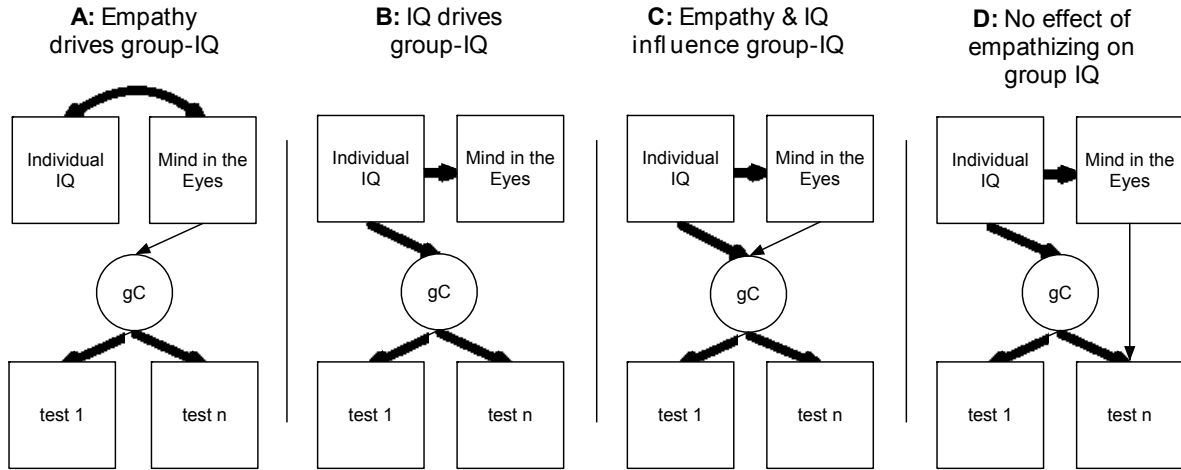 A: Empathy
drives group-IQ
Individual
IQ
Mind in the
Eyes
gC
test 1
test n
B: IQ drives
group-IQ
Individual
IQ
Mind in the
Eyes
gC
test 1
test n
C: Empathy & IQ
influence group-IQ
Individual
IQ
Mind in the
Eyes
gC
test 1
test n
D: No effect of
empathizing on
group IQ
Individual
IQ
Mind in the
Eyes
gC
test 1
test n